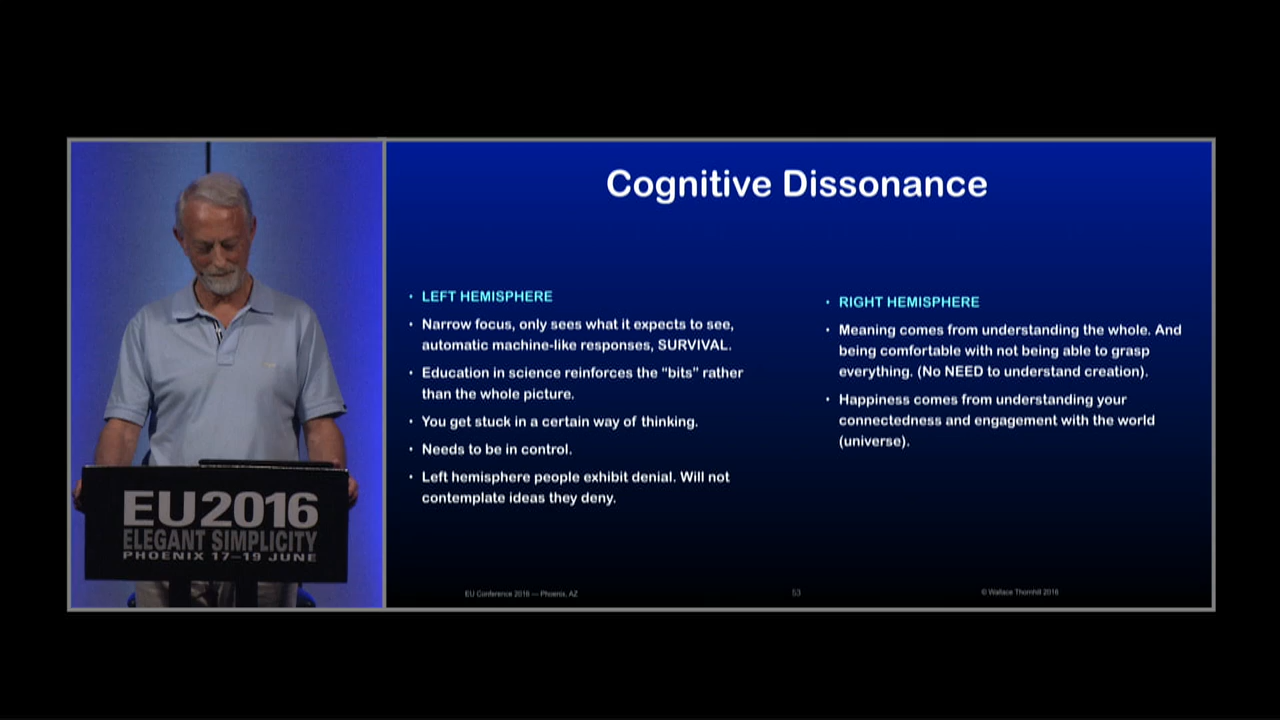 Cognitive Dissonance
• LEFT HEMISPHERE
• Narrow focus, only sees what it expects to see,
automatic machine-like responses, SURVIVAL.
• Education in science reinforces the “bits” rather
than the whole picture.
• You get stuck in a certain way of thinking.
• Needs to be in control.
• Left hemisphere people exhibit denial. Will not
contemplate ideas they deny.
• RIGHT HEMISPHERE
• Meaning comes from understanding the whole. And
being comfortable with not being able to grasp
everything. (No NEED to understand creation).
• Happiness comes from understanding your
connectedness and engagement with the world
(universe).
EU Conference 2016 — Phoenix, AZ
53
© Wallace Thornhill 2016
EU2016
ELEGANT SIMPLICITY
PHOENIX 17–19 JUNE